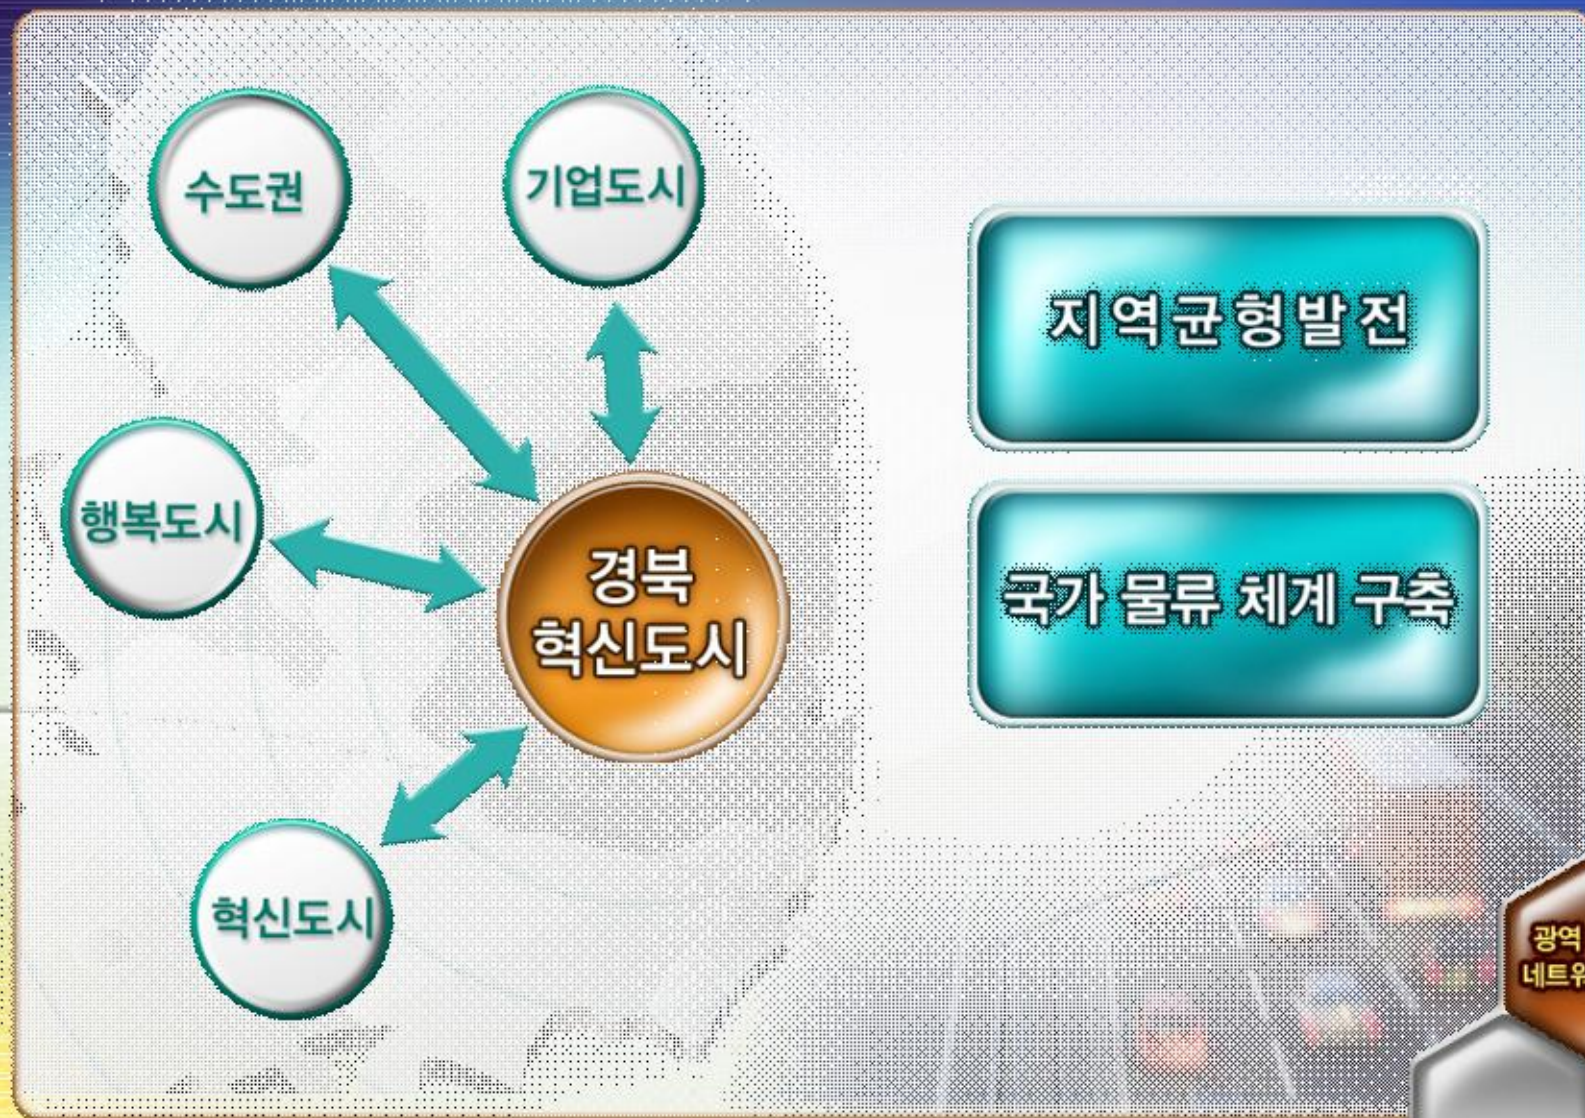 수도권
기업도시
지역균형발전
행복도시
경북
혁신도시
국가 물류 체계 구축
혁신도시
광역